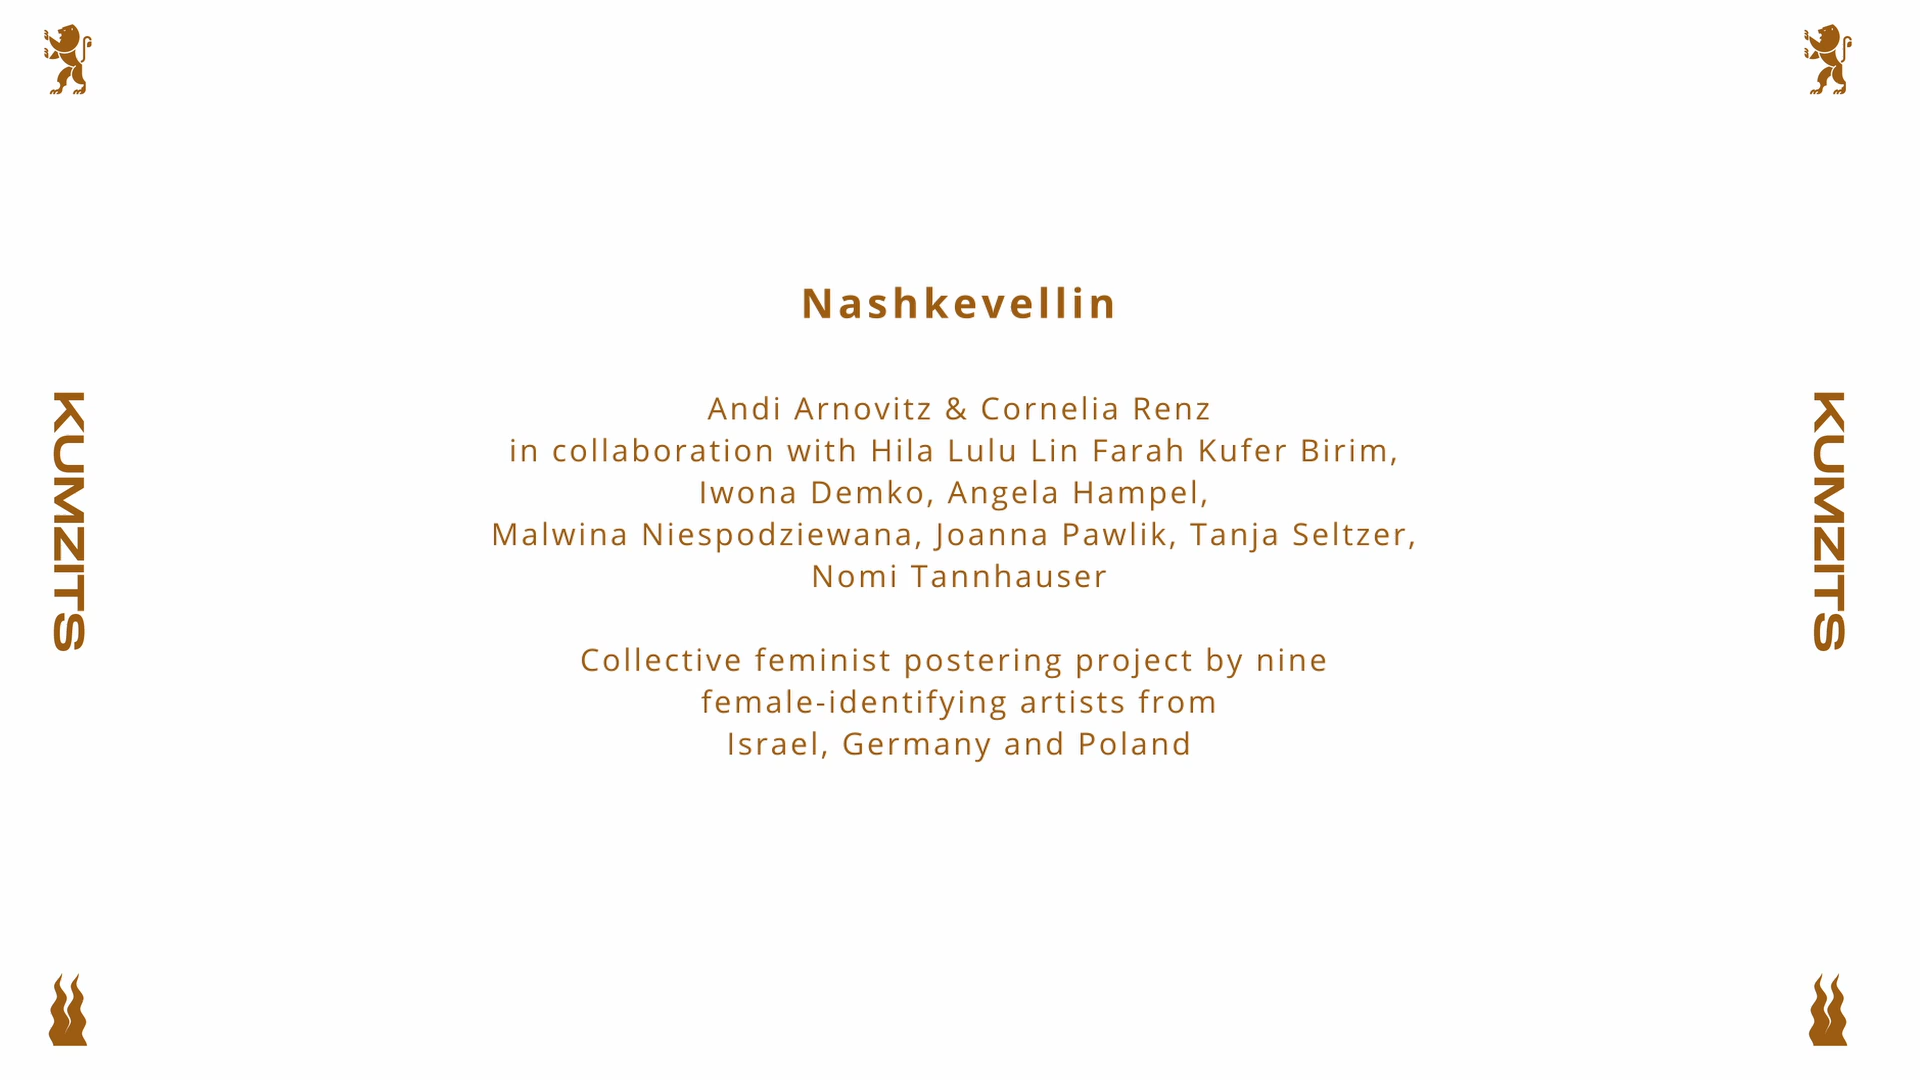 Nashkevellin
Andi Arnovitz & Cornelia Renz
in collaboration with Hila Lulu Lin Farah Kufer Birim,
Iwona Demko, Angela Hampel,
Malwina Niespodziewana, Joanna Pawlik, Tanja Seltzer,
Nomi Tannhauser
Collective feminist postering project by nine
female-identifying artists from
Israel, Germany and Poland
KUMZITS
KUMZITS